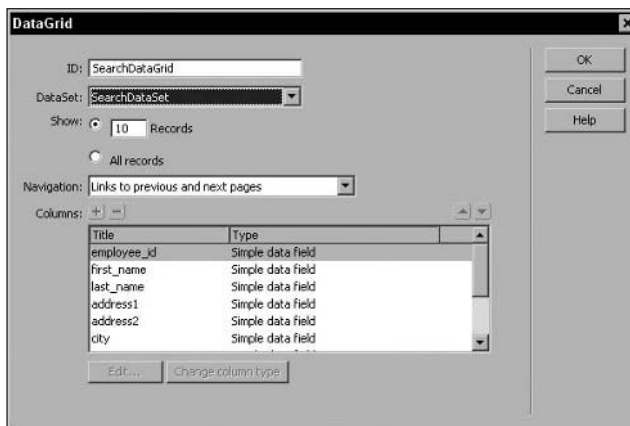 DataGrid
ID: SearchDataGrid
OK
DataSet: SearchDataSet
Cancel
Show: 10 Records
Help
All records
Navigation: Links to previous and next pages
Columns:
Title Type
employee_id Simple data field
first_name Simple data field
last_name Simple data field
address1 Simple data field
address2 Simple data field
city Simple data field
Edit... Change column type